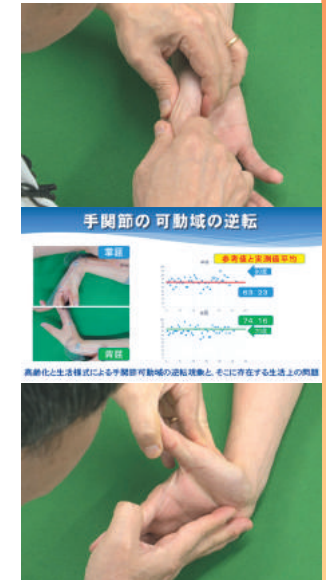 手関節の可動域の逆転
掌屈
参考値と実測値平均
63.23
背屈
74.16
高齢化と生活様式による手関節可動域の逆転現象と、そこに存在する生活上の問題